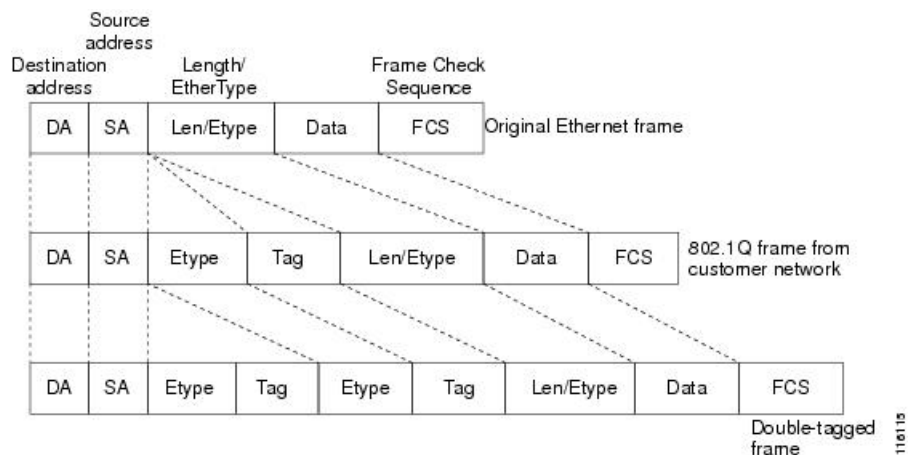 Source
address
Destination
address
Length/
EtherType
Frame Check
Sequence
DA SA Len/Etype Data FCS Original Ethernet frame
DA SA Etype Tag Len/Etype Data FCS 802.1Q frame from
customer network
DA SA Etype Tag Etype Tag Len/Etype Data FCS
Double-tagged
frame
116115